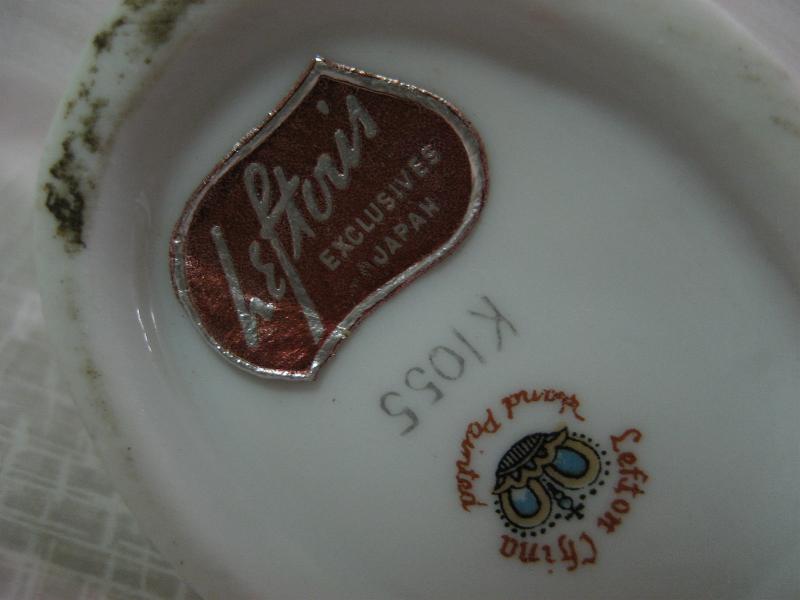 Lefton's
EXCLUSIVES
JAPAN
K1055
Lefton China
Hand Painted